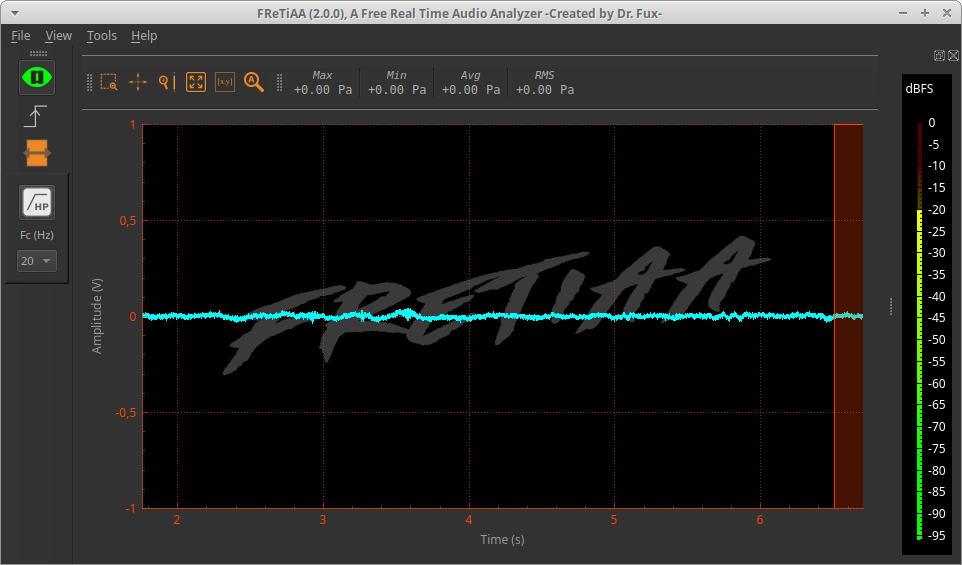 FReTiAA (2.0.0), A Free Real Time Audio Analyzer -Created by Dr. Fux-
File View Tools Help
Max Min Avg RMS
+0.00 Pa +0.00 Pa +0.00 Pa +0.00 Pa
[x,y]
A
HP
Fc (Hz)
20
Amplitude (V)
1
0,5
0
-0,5
-1
FRETIAA
2 3 4 5 6
Time (s)
dBFS
0
-5
-10
-15
-20
-25
-30
-35
-40
-45
-50
-55
-60
-65
-70
-75
-80
-85
-90
-95